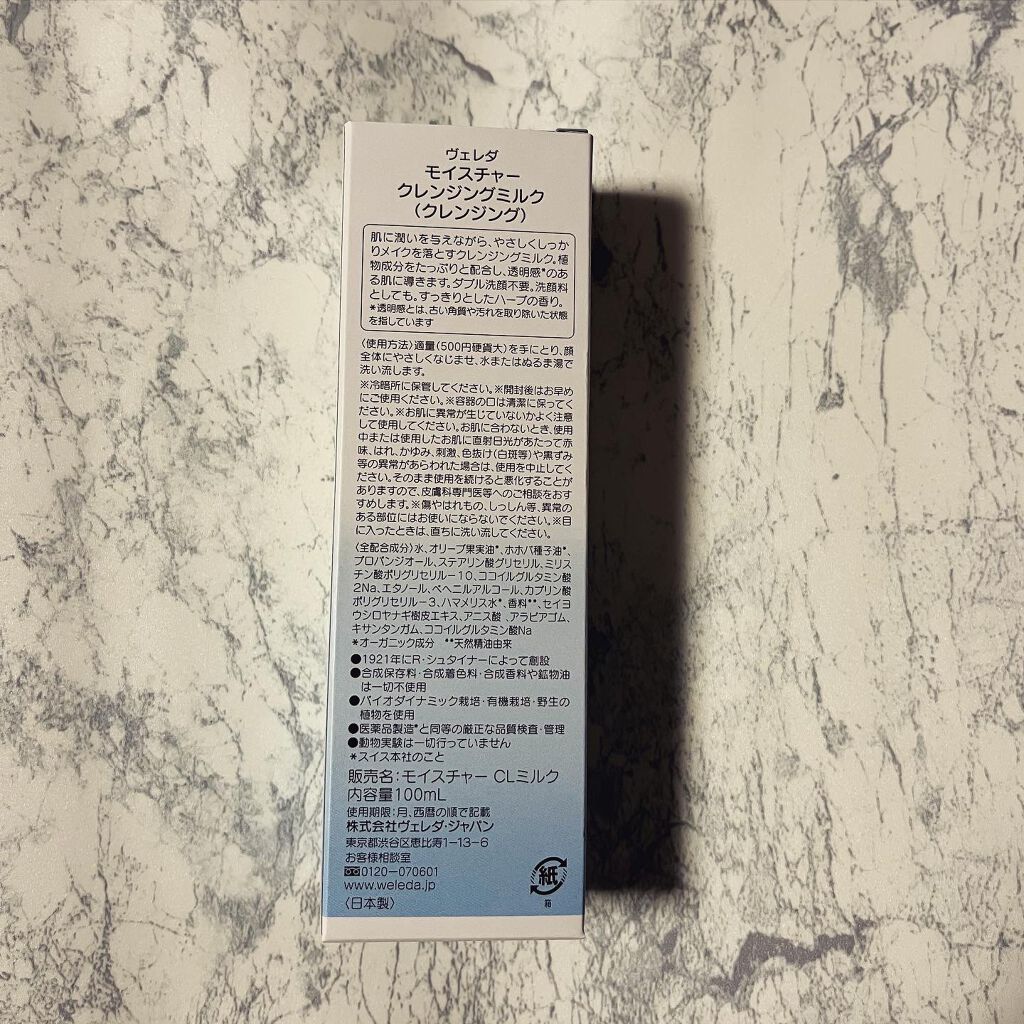 ヴェレダ
モイスチャー
クレンジングミルク
(クレンジング)
肌に潤いを与えながら、やさしくしっか
りメイクを落とすクレンジングミルク。植
物成分をたっぷりと配合し、透明感*のあ
る肌に導きます。ダブル洗顔不要。洗顔料
としても。すっきりとしたハーブの香り。
*透明感とは、古い角質や汚れを取り除いた状態
を指しています
〈使用方法〉適量(500円硬貨大)を手にとり、顔
全体にやさしくなじませ、水またはぬるま湯で
洗い流します。
※冷暗所に保管してください。※開封後はお早め
にご使用ください。※容器の口は清潔に保ってく
ださい。※お肌に異常が生じていないかよく注意
して使用してください。お肌に合わないとき、使用
中または使用したお肌に直射日光があたって赤
味、はれ、かゆみ、刺激、色抜け(白斑等)や黒ずみ
等の異常があらわれた場合は、使用を中止してく
ださい。そのまま使用を続けると悪化することが
ありますので、皮膚科専門医等へのご相談をおす
すめします。※傷やはれもの、しっしん等、異常の
ある部位にはお使いにならないでください。※目
に入ったときは、直ちに洗い流してください。
〈全配合成分〉水、オリーブ果実油*、ホホバ種子油*、
プロパンジオール、ステアリン酸グリセリル、ミリス
チン酸ポリグリセリル-10、ココイルグルタミン酸
2Na、エタノール、ベヘニルアルコール、カプリン酸
ポリグリセリル-3、ハマメリス水*、香料**、セイヨ
ウシロヤナギ樹皮エキス、アニス酸、アラビアゴム、
キサンタンガム、ココイルグルタミン酸Na
*オーガニック成分 **天然精油由来
●1921年にR・シュタイナーによって創設
●合成保存料・合成着色料・合成香料や鉱物油
は一切不使用
●バイオダイナミック栽培・有機栽培・野生の
植物を使用
●医薬品製造*と同等の厳正な品質検査・管理
●動物実験は一切行っていません
*スイス本社のこと
販売名:モイスチャー CLミルク
内容量100mL
使用期限:月、西暦の順で記載
株式会社ヴェレダ・ジャパン
東京都渋谷区恵比寿1-13-6
お客様相談室
0120-070601
www.weleda.jp
〈日本製〉
紙
箱